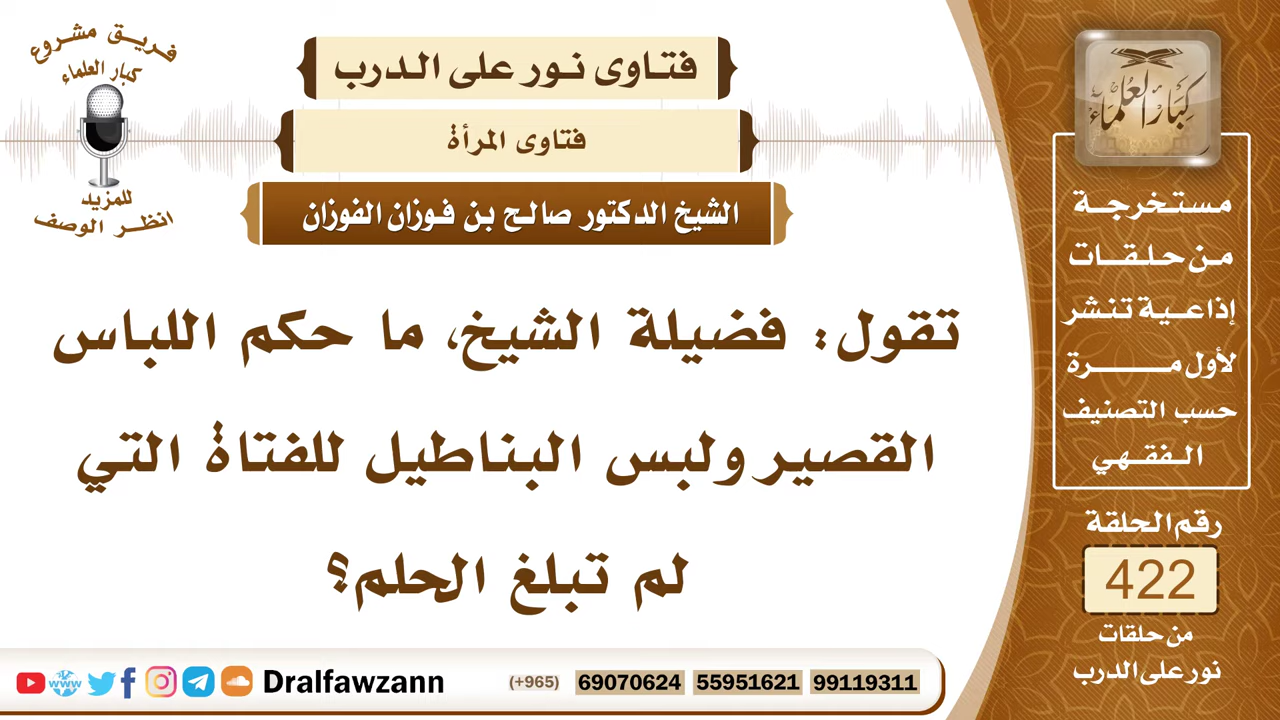 فريق مشروع
كبار العلماء
للمزيد
انظر الوصف
فتاوى نور على الدرب
فتاوى المرأة
الشيخ الدكتور صالح بن فوزان الفوزان
تقول: فضيلة الشيخ، ما حكم اللباس
القصير ولبس البناطيل للفتاة التي
لم تبلغ الحلم؟
كبار العلماء
مستخرجة
من حلقات
إذاعية تنشر
لأول مرة
حسب التصنيف
الفقهي
رقم الحلقة
422
من حلقات
نور على الدرب
www Dralfawzann (+965) 69070624 55951621 99119311